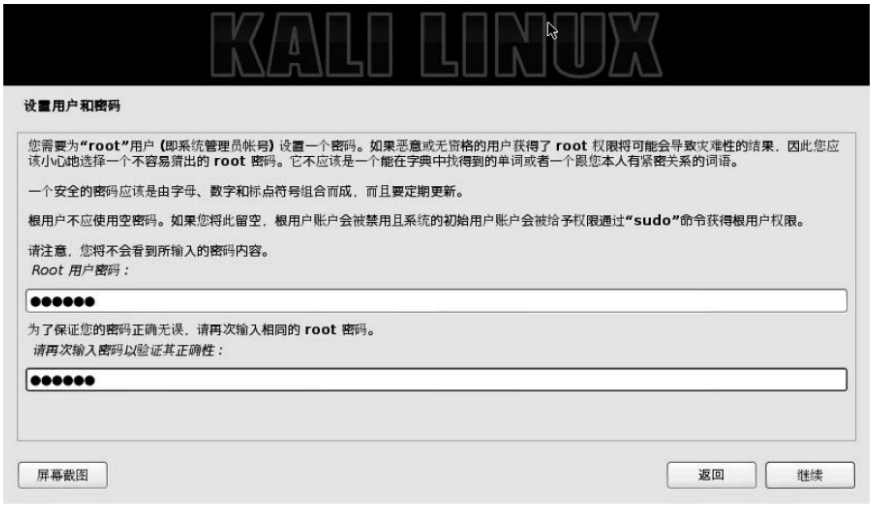 KALI LINUX
设置用户和密码
您需要为“root”用户 (即系统管理员帐号) 设置一个密码。如果恶意或无资格的用户获得了 root 权限将可能会导致灾难性的结果，因此您应
该小心地选择一个不容易猜出的 root 密码。它不应该是一个能在字典中找得到的单词或者一个跟您本人有紧密关系的词语。
一个安全的密码应该是由字母、数字和标点符号组合而成，而且要定期更新。
根用户不应使用空密码。如果您将此留空，根用户账户会被禁用且系统的初始用户账户会被给予权限通过“sudo”命令获得根用户权限。
请注意，您将不会看到所输入的密码内容。
Root 用户密码：
●●●●●●
为了保证您的密码正确无误，请再次输入相同的 root 密码。
请再次输入密码以验证其正确性：
●●●●●●
屏幕截图
返回
继续